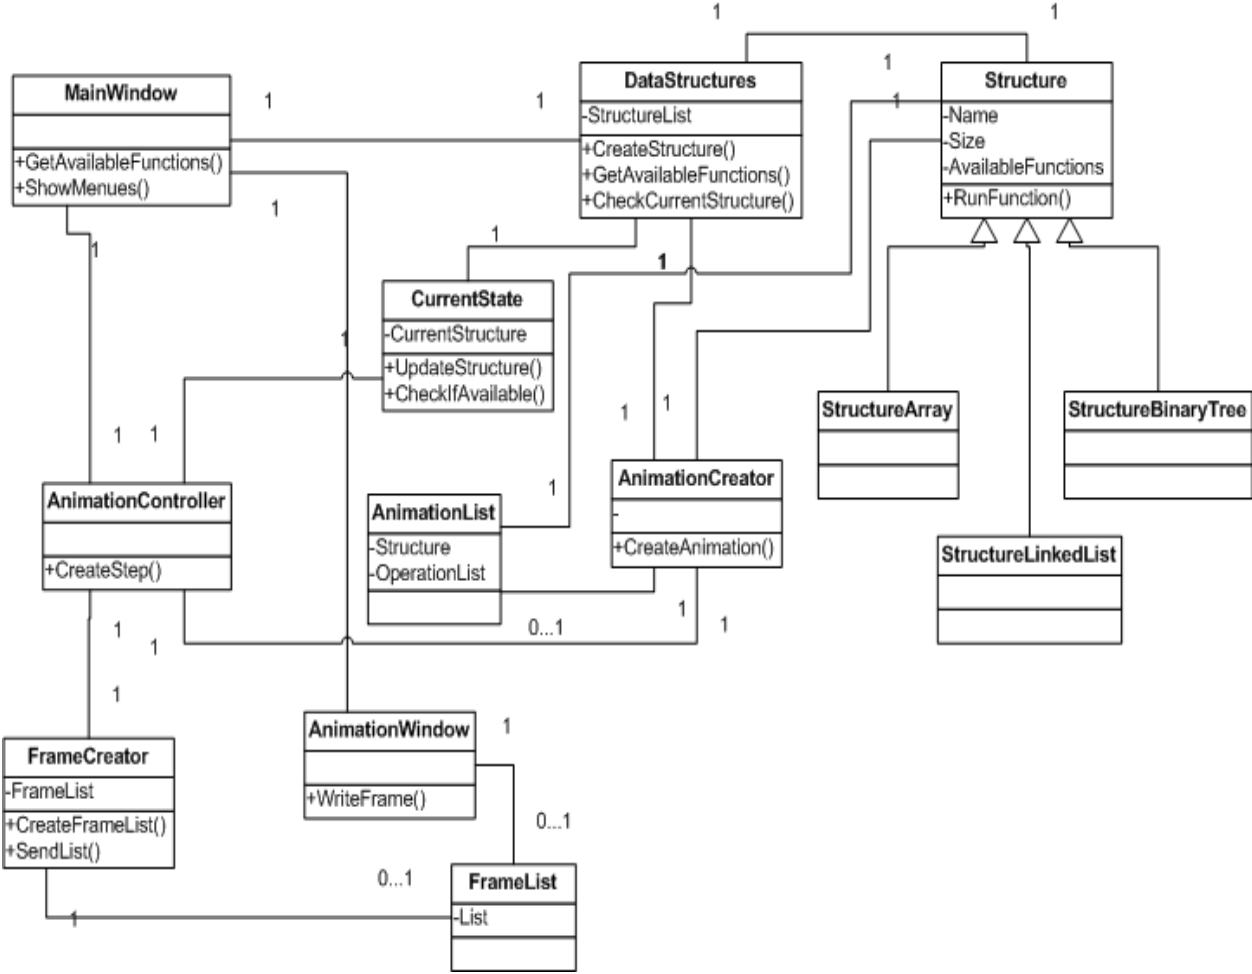 1
1
MainWindow
+GetAvailableFunctions()
+ShowMenues()
1
1
DataStructures
-StructureList
+CreateStructure()
+GetAvailableFunctions()
+CheckCurrentStructure()
1
1
Structure
-Name
-Size
-AvailableFunctions
+RunFunction()
1
1
1
1
CurrentState
-CurrentStructure
+UpdateStructure()
+CheckIfAvailable()
1
1
1
StructureArray
StructureBinaryTree
1
1
AnimationController
+CreateStep()
AnimationList
-Structure
-OperationList
1
AnimationCreator
-
+CreateAnimation()
StructureLinkedList
1
1
0...1
1
1
1
AnimationWindow
+WriteFrame()
1
FrameCreator
-FrameList
+CreateFrameList()
+SendList()
0...1
0...1
1
FrameList
-List